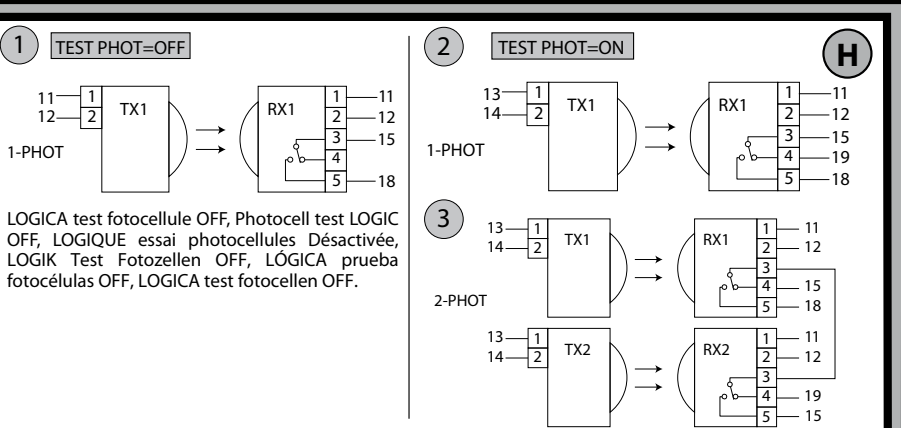 1 TEST PHOT=OFF
11 1 TX1 RX1 1 11
12 2 2 12
3 15
1-PHOT 4
5 18
LOGICA test fotocellule OFF, Photocell test LOGIC
OFF, LOGIQUE essai photocellules Désactivée,
LOGIK Test Fotozellen OFF, LÓGICA prueba
fotocélulas OFF, LOGICA test fotocellen OFF.
2 TEST PHOT=ON H
13 1 TX1 RX1 1 11
14 2 2 12
3 15
1-PHOT 4 19
5 18
3
13 1 TX1 RX1 1 11
14 2 2 12
3
4 15
2-PHOT 5 18
13 1 TX2 RX2 1 11
14 2 2 12
3
4 19
5 15